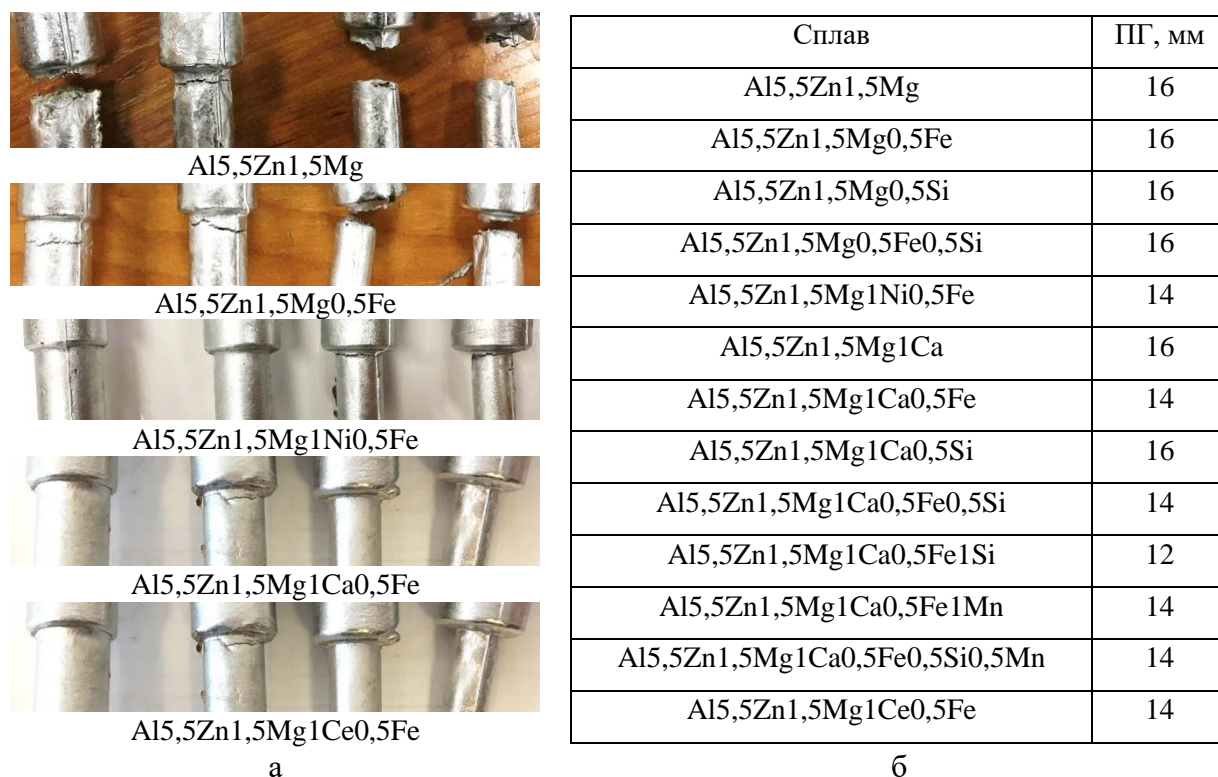 Al5,5Zn1,5Mg
Al5,5Zn1,5Mg0,5Fe
Al5,5Zn1,5Mg1Ni0,5Fe
Al5,5Zn1,5Mg1Ca0,5Fe
Al5,5Zn1,5Mg1Ce0,5Fe
а
Сплав ПГ, мм
Al5,5Zn1,5Mg 16
Al5,5Zn1,5Mg0,5Fe 16
Al5,5Zn1,5Mg0,5Si 16
Al5,5Zn1,5Mg0,5Fe0,5Si 16
Al5,5Zn1,5Mg1Ni0,5Fe 14
Al5,5Zn1,5Mg1Ca 16
Al5,5Zn1,5Mg1Ca0,5Fe 14
Al5,5Zn1,5Mg1Ca0,5Si 16
Al5,5Zn1,5Mg1Ca0,5Fe0,5Si 14
Al5,5Zn1,5Mg1Ca0,5Fe1Si 12
Al5,5Zn1,5Mg1Ca0,5Fe1Mn 14
Al5,5Zn1,5Mg1Ca0,5Fe0,5Si0,5Mn 14
Al5,5Zn1,5Mg1Ce0,5Fe 14
б